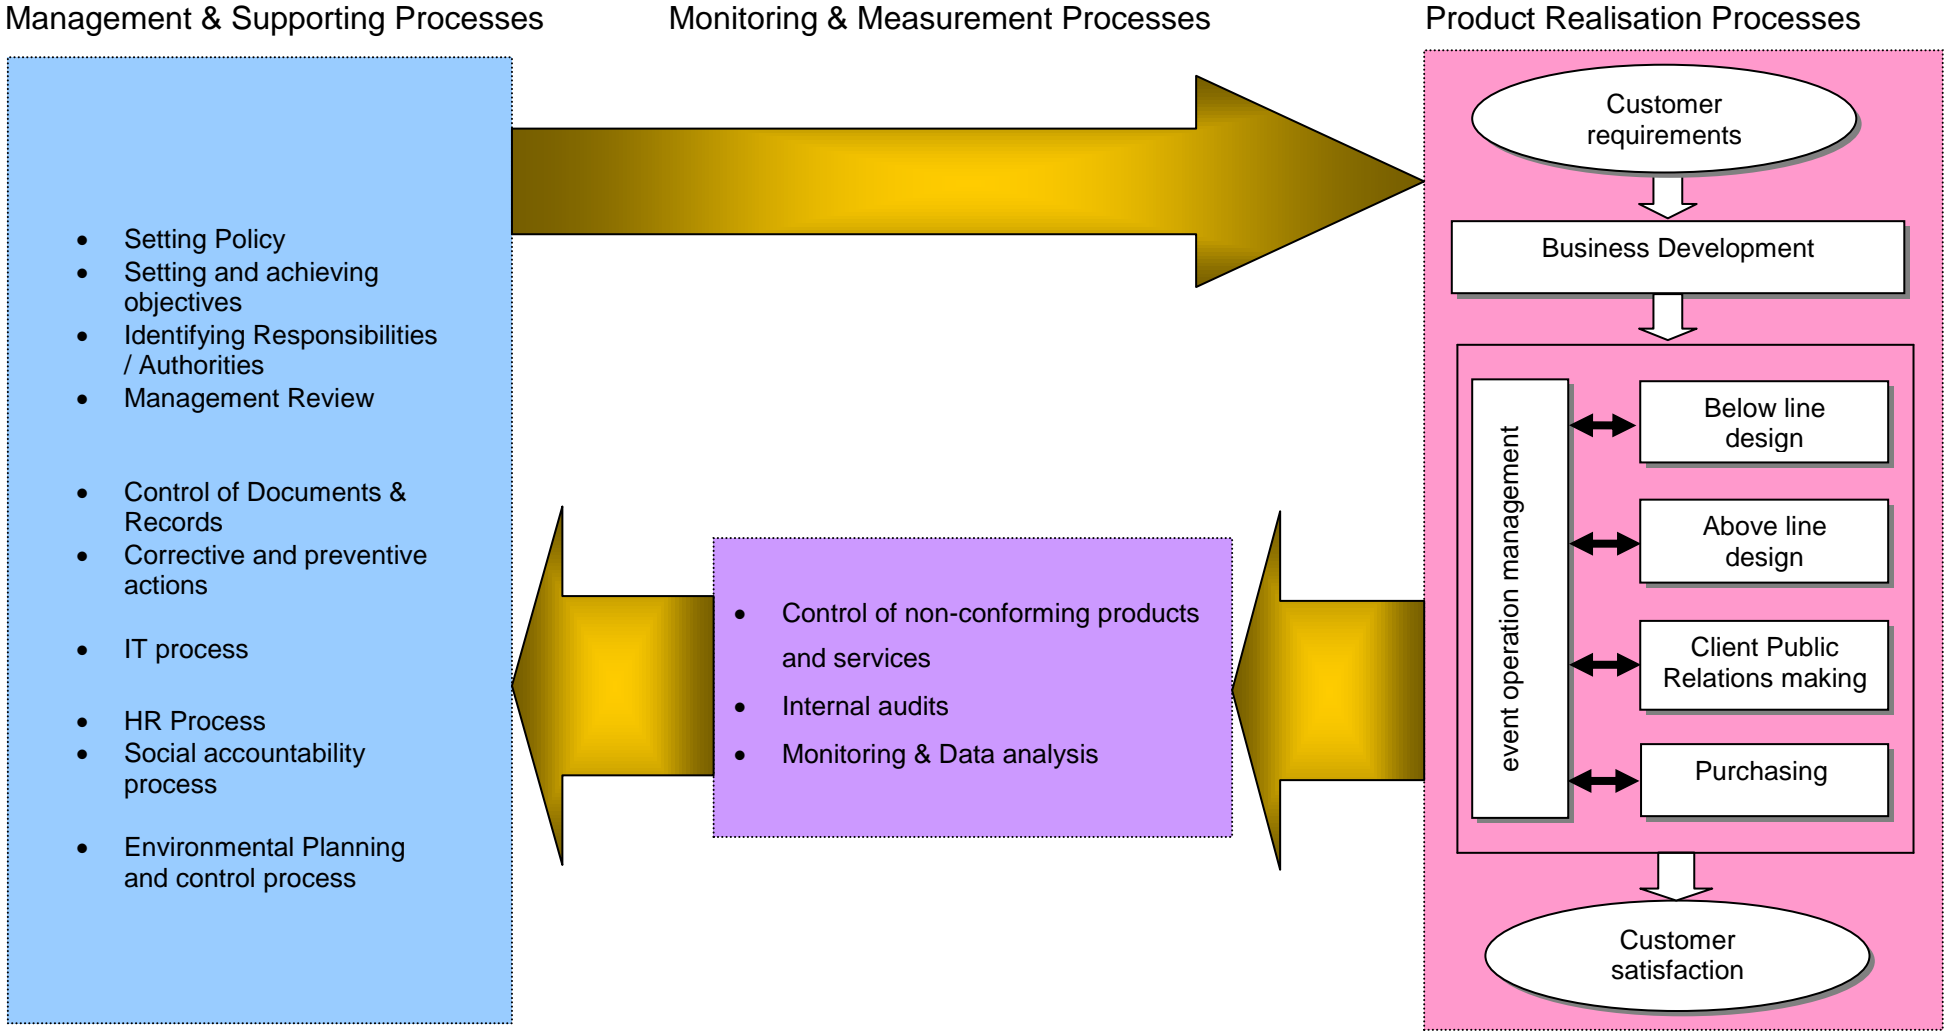 Management & Supporting Processes
Monitoring & Measurement Processes
Product Realisation Processes
• Setting Policy
• Setting and achieving
objectives
• Identifying Responsibilities
/ Authorities
• Management Review
• Control of Documents &
Records
• Corrective and preventive
actions
• IT process
• HR Process
• Social accountability
process
• Environmental Planning
and control process
• Control of non-conforming products
and services
• Internal audits
• Monitoring & Data analysis
Customer
requirements
Business Development
event operation management
Below line
design
Above line
design
Client Public
Relations making
Purchasing
Customer
satisfaction